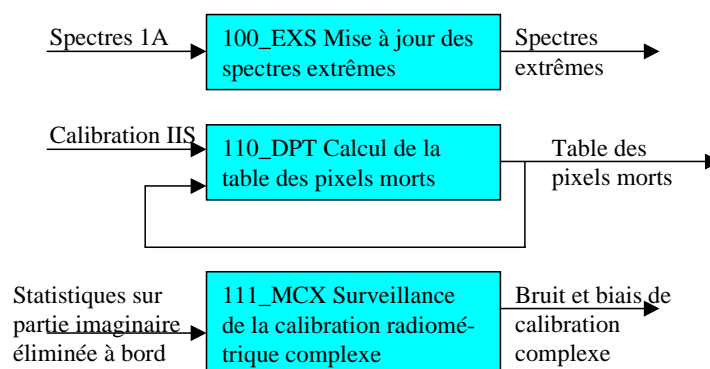 Spectres 1A
100_EXS Mise à jour des
spectres extrêmes
Spectres
extrêmes
Calibration IIS
110_DPT Calcul de la
table des pixels morts
Table des
pixels morts
Statistiques sur
partie imaginaire
éliminée à bord
111_MCX Surveillance
de la calibration radiomé-
trique complexe
Bruit et biais de
calibration
complexe